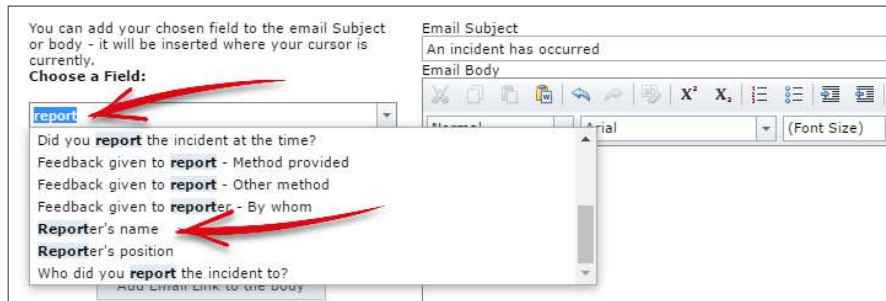 You can add your chosen field to the email Subject
or body - it will be inserted where your cursor is
currently.
Choose a Field:
report
Did you report the incident at the time?
Feedback given to report - Method provided
Feedback given to report - Other method
Feedback given to reporter - By whom
Reporter's name
Reporter's position
Who did you report the incident to?
Add Email Link to the body
Email Subject
An incident has occurred
Email Body
X² X₂
Normal Arial (Font Size)